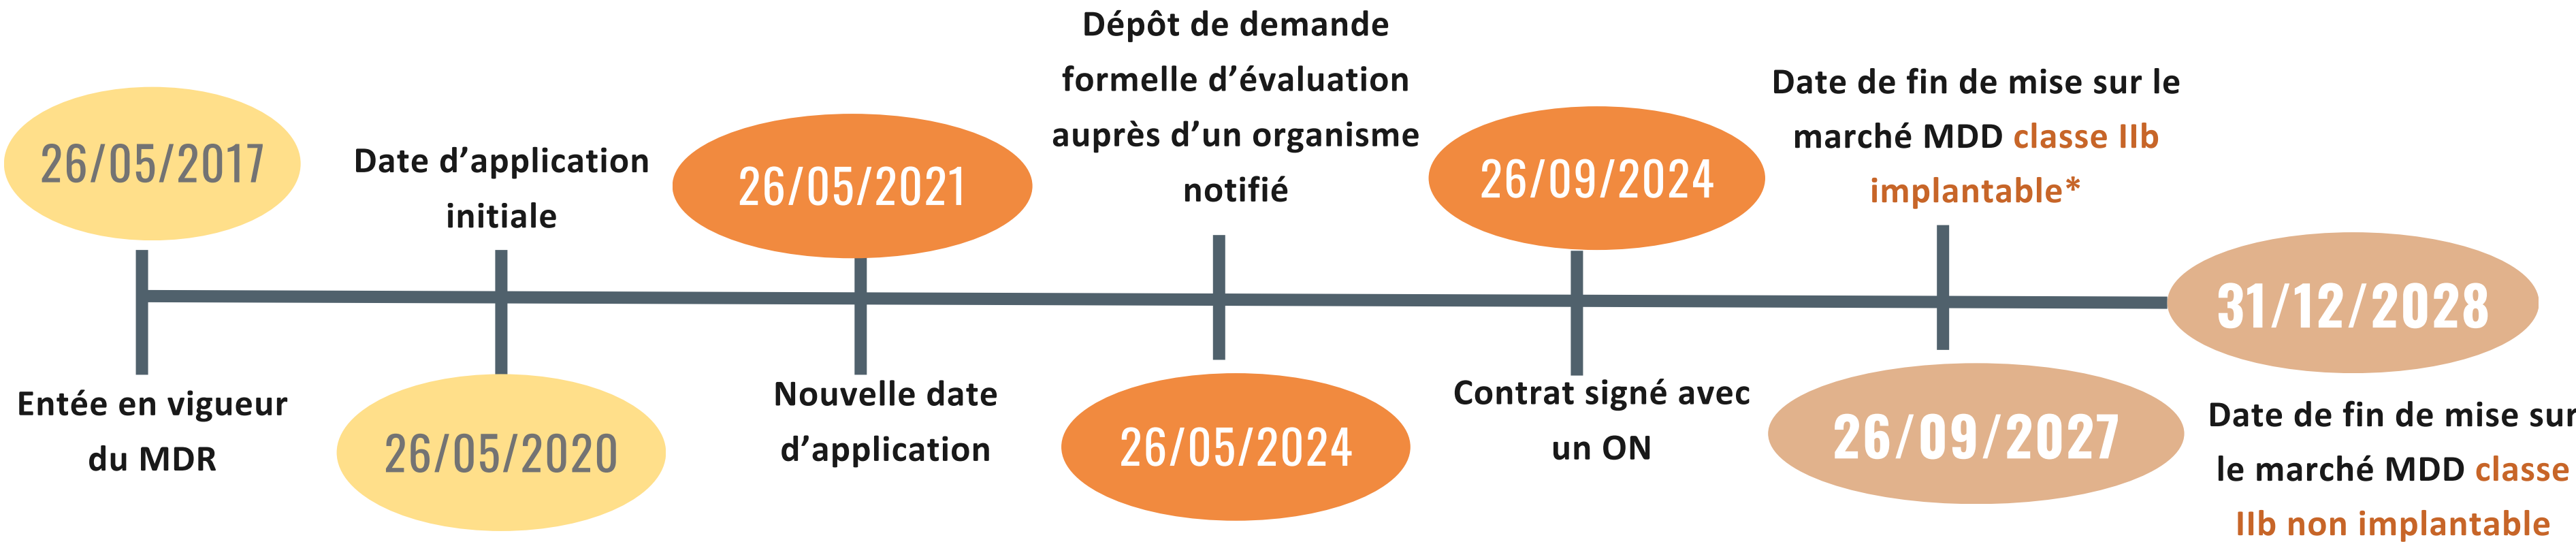 26/05/2017
Entée en vigueur
du MDR
Date d’application
initiale
26/05/2020
26/05/2021
Nouvelle date
d’application
Dépôt de demande
formelle d’évaluation
auprès d’un organisme
notifié
26/05/2024
26/09/2024
Contrat signé avec
un ON
Date de fin de mise sur le
marché MDD classe IIb
implantable*
26/09/2027
31/12/2028
Date de fin de mise sur
le marché MDD classe
IIb non implantable